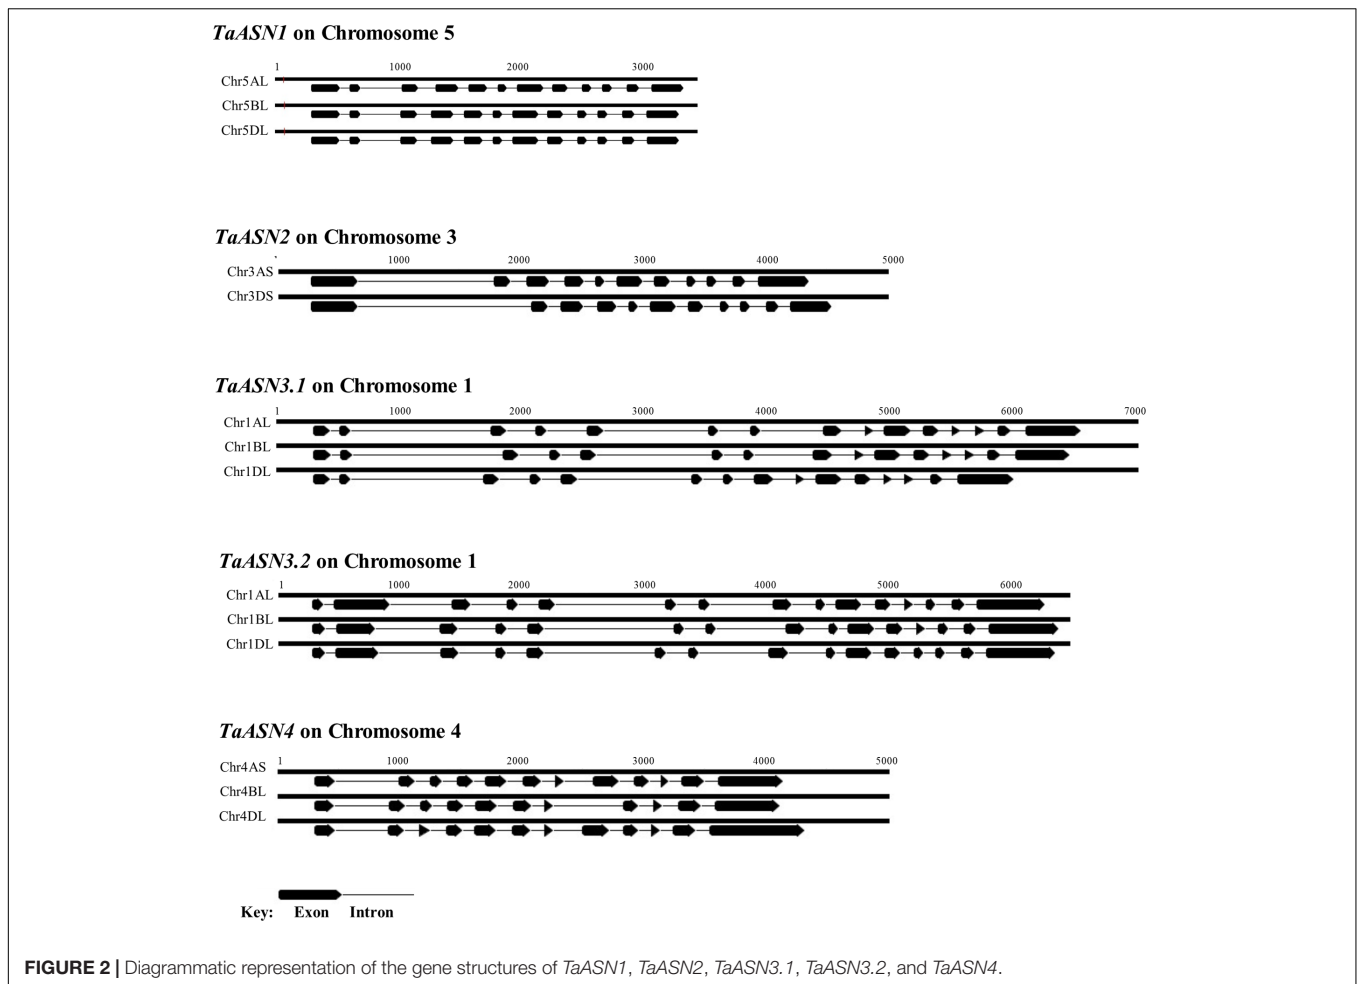 TaASN1 on Chromosome 5
1 1000 2000 3000
Chr5AL
Chr5BL
Chr5DL
TaASN2 on Chromosome 3
1000 2000 3000 4000 5000
Chr3AS
Chr3DS
TaASN3.1 on Chromosome 1
1 1000 2000 3000 4000 5000 6000 7000
Chr1AL
Chr1BL
Chr1DL
TaASN3.2 on Chromosome 1
1 1000 2000 3000 4000 5000 6000
Chr1AL
Chr1BL
Chr1DL
TaASN4 on Chromosome 4
1 1000 2000 3000 4000 5000
Chr4AS
Chr4BL
Chr4DL
Key: Exon Intron
FIGURE 2 | Diagrammatic representation of the gene structures of TaASN1, TaASN2, TaASN3.1, TaASN3.2, and TaASN4.